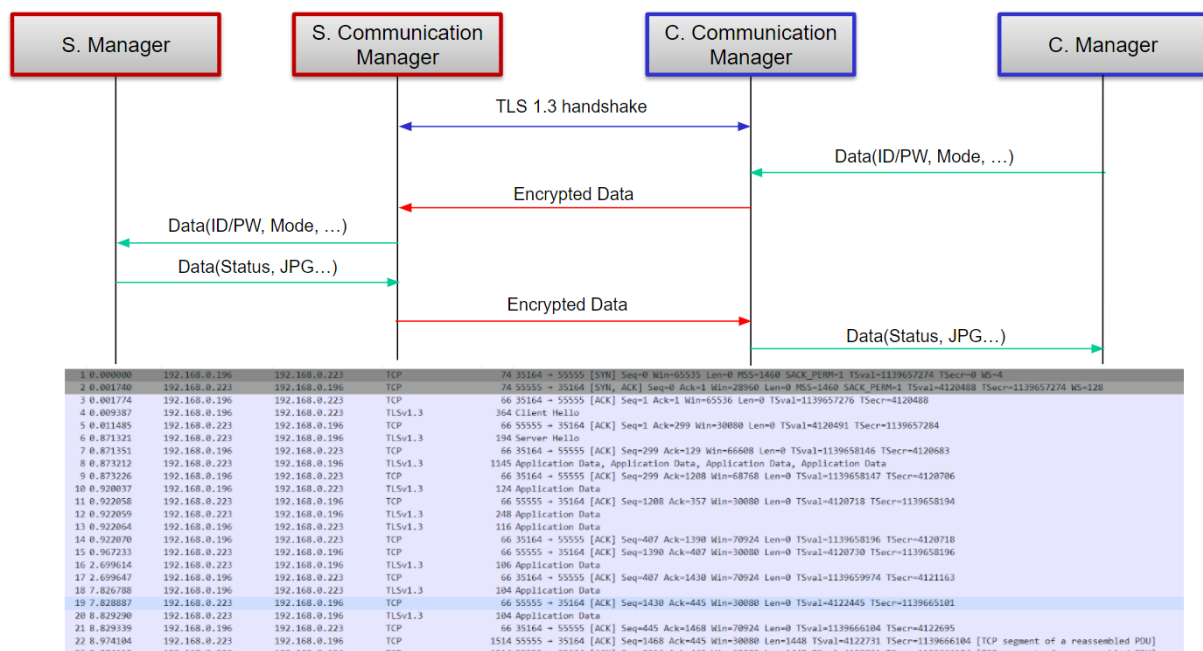 S. Manager
S. Communication
Manager
C. Communication
Manager
C. Manager
TLS 1.3 handshake
Data(ID/PW, Mode, …)
Encrypted Data
Data(ID/PW, Mode, …)
Data(Status, JPG…)
Encrypted Data
Data(Status, JPG…)
1 0.000000 192.168.0.196 192.168.0.223 TCP 74 35164 → 55555 [SYN] Seq=0 Win=65535 Len=0 MSS=1460 SACK_PERM=1 TSval=1139657274 TSecr=0 WS=4
2 0.001740 192.168.0.223 192.168.0.196 TCP 74 55555 → 35164 [SYN, ACK] Seq=0 Ack=1 Win=28960 Len=0 MSS=1460 SACK_PERM=1 TSval=4120488 TSecr=1139657274 WS=128
3 0.001774 192.168.0.196 192.168.0.223 TCP 66 35164 → 55555 [ACK] Seq=1 Ack=1 Win=65536 Len=0 TSval=1139657276 TSecr=4120488
4 0.009387 192.168.0.196 192.168.0.223 TLSv1.3 364 Client Hello
5 0.011485 192.168.0.223 192.168.0.196 TCP 66 55555 → 35164 [ACK] Seq=1 Ack=299 Win=30080 Len=0 TSval=4120491 TSecr=1139657284
6 0.871321 192.168.0.223 192.168.0.196 TLSv1.3 194 Server Hello
7 0.871351 192.168.0.196 192.168.0.223 TCP 66 35164 → 55555 [ACK] Seq=299 Ack=129 Win=66608 Len=0 TSval=1139658146 TSecr=4120683
8 0.873212 192.168.0.223 192.168.0.196 TLSv1.3 1145 Application Data, Application Data, Application Data, Application Data
9 0.873226 192.168.0.196 192.168.0.223 TCP 66 35164 → 55555 [ACK] Seq=299 Ack=1208 Win=68768 Len=0 TSval=1139658147 TSecr=4120706
10 0.920037 192.168.0.196 192.168.0.223 TLSv1.3 124 Application Data
11 0.922058 192.168.0.223 192.168.0.196 TCP 66 55555 → 35164 [ACK] Seq=1208 Ack=357 Win=30080 Len=0 TSval=4120718 TSecr=1139658194
12 0.922059 192.168.0.223 192.168.0.196 TLSv1.3 248 Application Data
13 0.922064 192.168.0.196 192.168.0.223 TLSv1.3 116 Application Data
14 0.922070 192.168.0.196 192.168.0.223 TCP 66 35164 → 55555 [ACK] Seq=407 Ack=1390 Win=70924 Len=0 TSval=1139658196 TSecr=4120718
15 0.967233 192.168.0.223 192.168.0.196 TCP 66 55555 → 35164 [ACK] Seq=1390 Ack=407 Win=30080 Len=0 TSval=4120730 TSecr=1139658196
16 2.699614 192.168.0.223 192.168.0.196 TLSv1.3 106 Application Data
17 2.699647 192.168.0.196 192.168.0.223 TCP 66 35164 → 55555 [ACK] Seq=407 Ack=1430 Win=70924 Len=0 TSval=1139659974 TSecr=4121163
18 7.826788 192.168.0.196 192.168.0.223 TLSv1.3 104 Application Data
19 7.828887 192.168.0.223 192.168.0.196 TCP 66 55555 → 35164 [ACK] Seq=1430 Ack=445 Win=30080 Len=0 TSval=4122445 TSecr=1139665101
20 8.829290 192.168.0.223 192.168.0.196 TLSv1.3 104 Application Data
21 8.829339 192.168.0.196 192.168.0.223 TCP 66 35164 → 55555 [ACK] Seq=445 Ack=1468 Win=70924 Len=0 TSval=1139666104 TSecr=4122695
22 8.974104 192.168.0.223 192.168.0.196 TCP 1514 55555 → 35164 [ACK] Seq=1468 Ack=445 Win=30080 Len=1448 TSval=4122731 TSecr=1139666104 [TCP segment of a reassembled PDU]